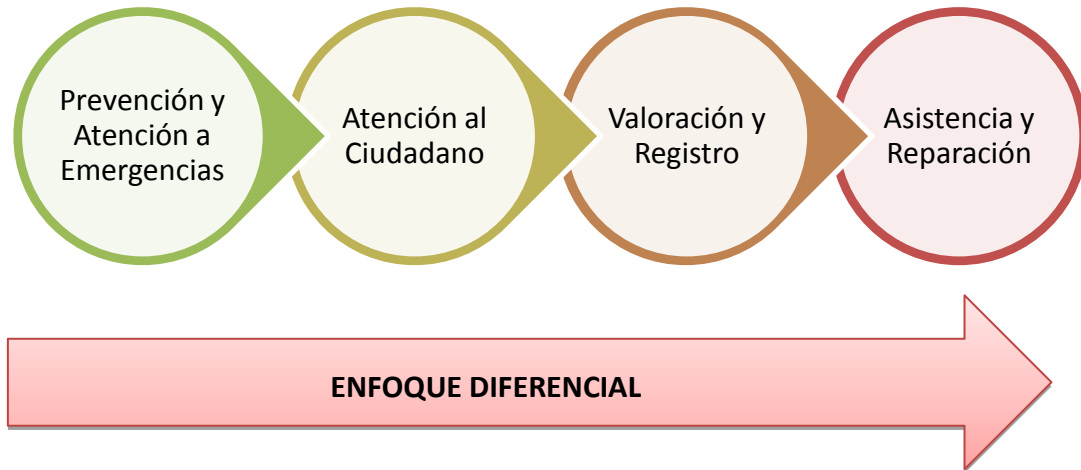 Prevención y
Atención a
Emergencias
Atención al
Ciudadano
Valoración y
Registro
Asistencia y
Reparación
ENFOQUE DIFERENCIAL